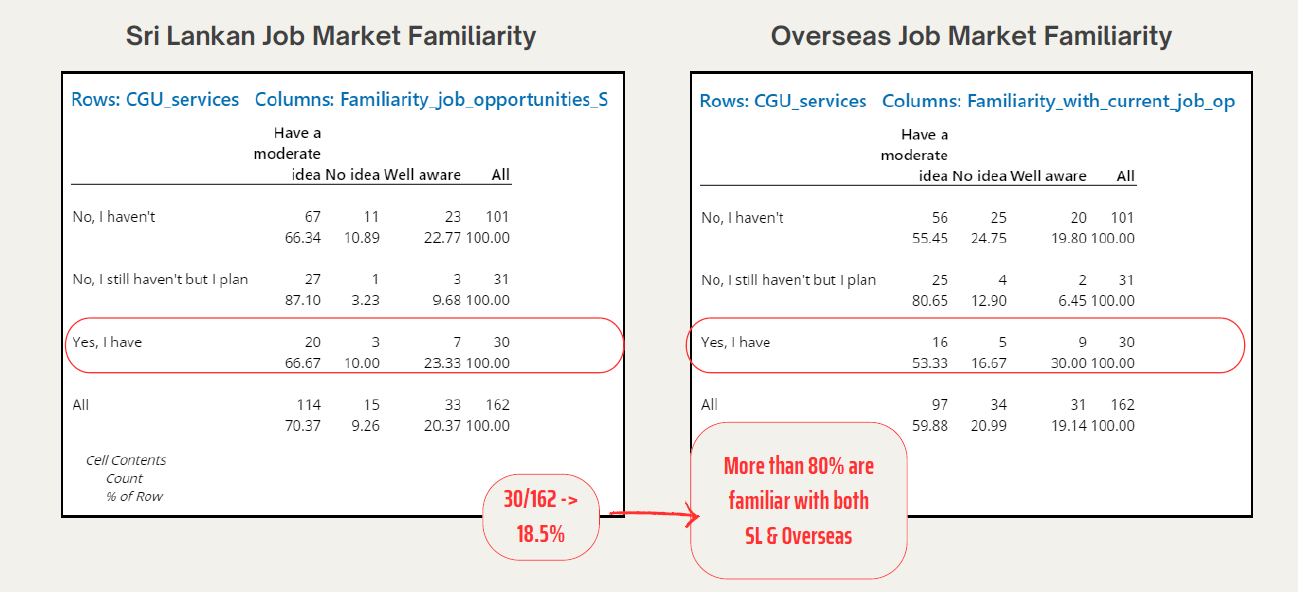 Sri Lankan Job Market Familiarity
Rows: CGU_services Columns: Familiarity_job_opportunities_S
Have a
moderate
idea No idea Well aware All
No, I haven't 67 11 23 101
66.34 10.89 22.77 100.00
No, I still haven't but I plan 27 1 3 31
87.10 3.23 9.68 100.00
Yes, I have 20 3 7 30
66.67 10.00 23.33 100.00
All 114 15 33 162
70.37 9.26 20.37 100.00
Cell Contents
Count
% of Row
30/162 ->
18.5%
Overseas Job Market Familiarity
Rows: CGU_services Columns: Familiarity_with_current_job_op
Have a
moderate
idea No idea Well aware All
No, I haven't 56 25 20 101
55.45 24.75 19.80 100.00
No, I still haven't but I plan 25 4 2 31
80.65 12.90 6.45 100.00
Yes, I have 16 5 9 30
53.33 16.67 30.00 100.00
All 97 34 31 162
59.88 20.99 19.14 100.00
More than 80% are
familiar with both
SL & Overseas